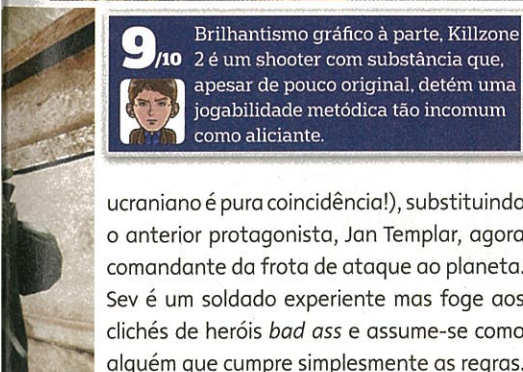 9/10
Brilhantismo gráfico à parte, Killzone
2 é um shooter com substância que,
apesar de pouco original, detém uma
jogabilidade metódica tão incomum
como aliciante.
ucraniano é pura coincidência!), substituindo
o anterior protagonista, Jan Templar, agora
comandante da frota de ataque ao planeta.
Sev é um soldado experiente mas foge aos
clichés de heróis bad ass e assume-se como
alguém que cumpre simplesmente as regras.